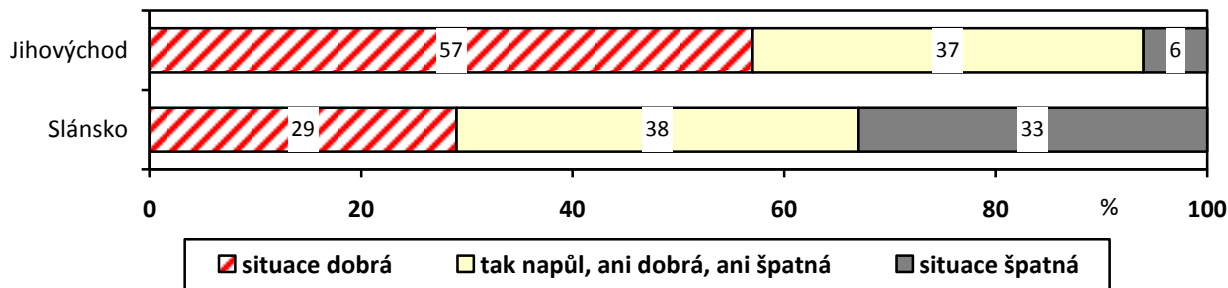 Jihovýchod 57 37 6
Slánsko 29 38 33
0 20 40 60 80 % 100
situace dobrá tak napůl, ani dobrá, ani špatná situace špatná